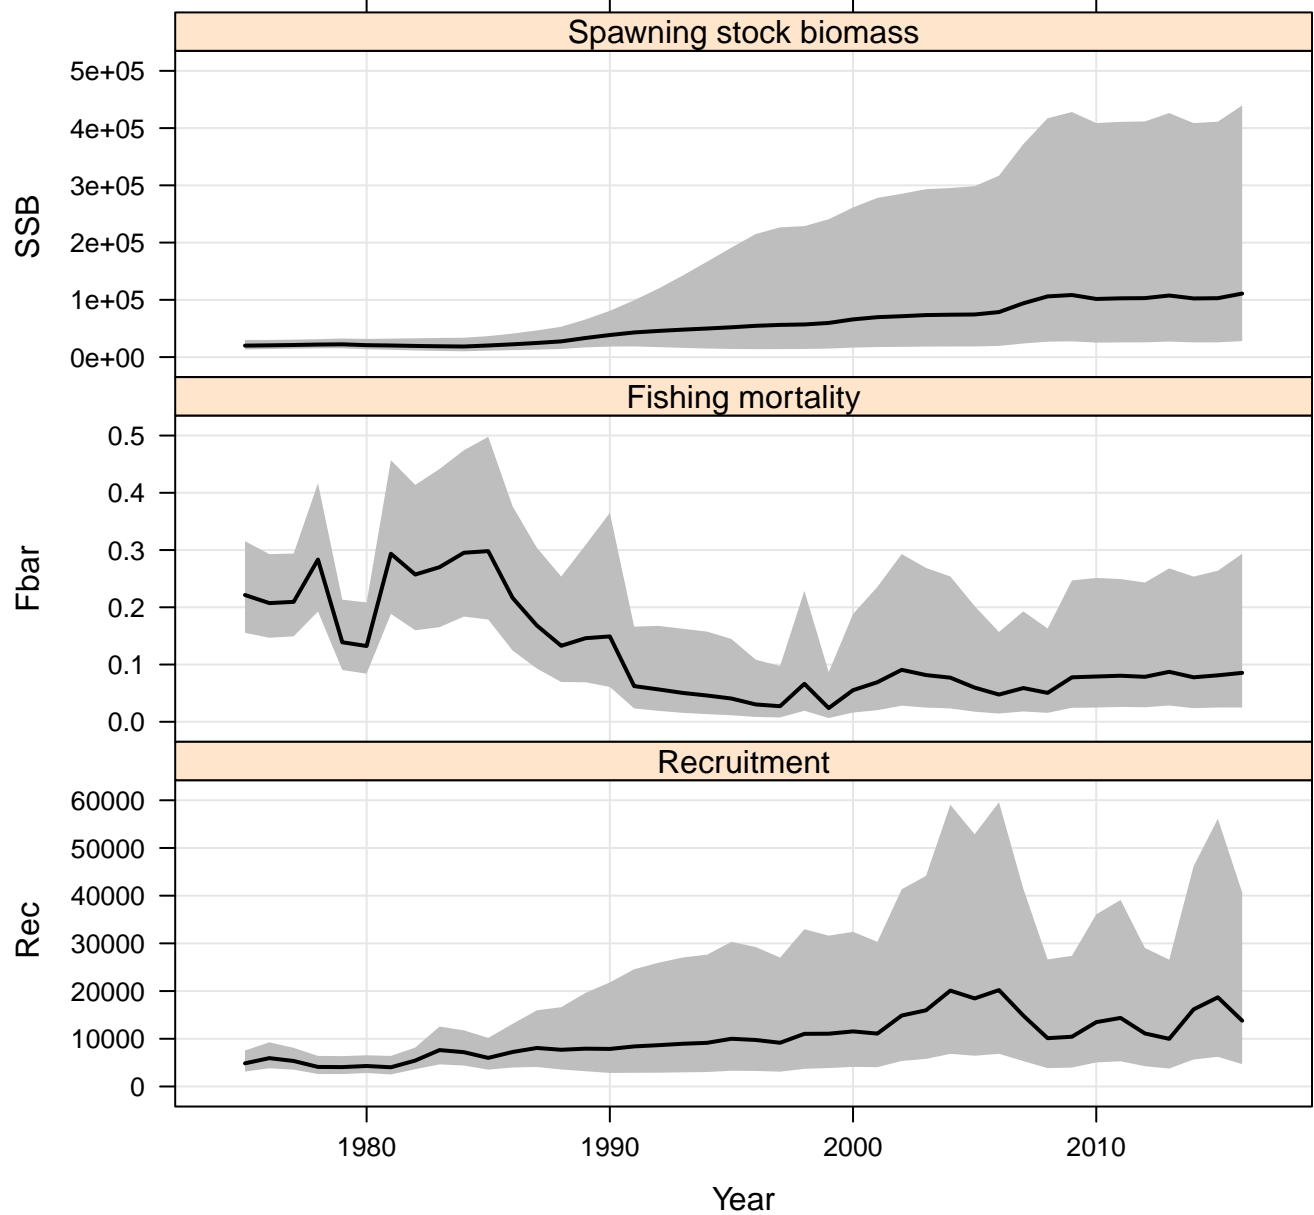 Spawning stock biomass
SSB
5e+05
4e+05
3e+05
2e+05
1e+05
0e+00
Fishing mortality
Fbar
0.5
0.4
0.3
0.2
0.1
0.0
Recruitment
Rec
60000
50000
40000
30000
20000
10000
0
1980 1990 2000 2010
Year